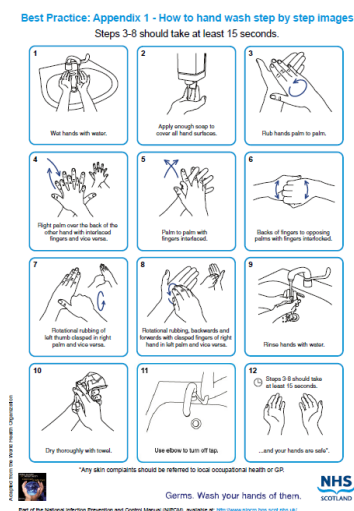 Best Practice: Appendix 1 - How to hand wash step by step images
Steps 3-8 should take at least 15 seconds.
1
Wet hands with water.
2
Apply enough soap to
cover all hand surfaces.
3
Rub hands palm to palm.
4
Right palm over the back of the
other hand with interlaced
fingers and vice versa.
5
Palm to palm with
fingers interlaced.
6
Backs of fingers to opposing
palms with fingers interlocked.
7
Rotational rubbing of
left thumb clasped in right
palm and vice versa.
8
Rotational rubbing, backwards and
forwards with clasped fingers of right
hand in left palm and vice versa.
9
Rinse hands with water.
10
Dry thoroughly with towel.
11
Use elbow to turn off tap.
12
Steps 3-8 should take
at least 15 seconds.
...and your hands are safe*.
Adapted from the World Health Organization
*Any skin complaints should be referred to local occupational health or GP.
Germs. Wash your hands of them.
NHS
SCOTLAND
Part of the National Infection Prevention and Control Manual (NIPCM), available at: